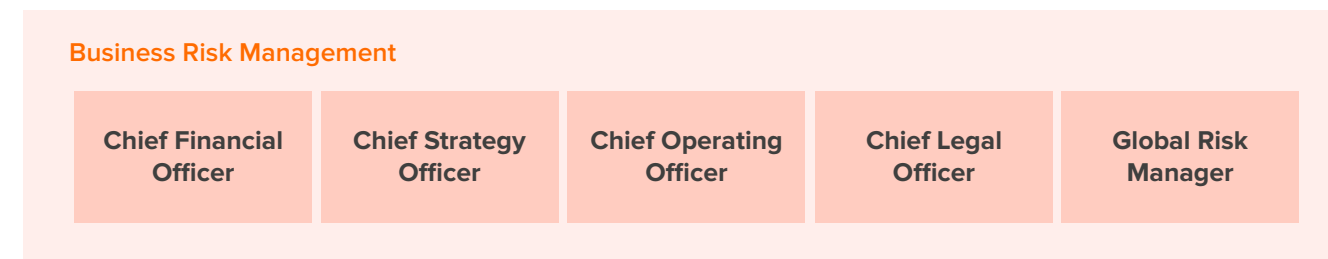 Business Risk Management
Chief Financial
Officer
Chief Strategy
Officer
Chief Operating
Officer
Chief Legal
Officer
Global Risk
Manager